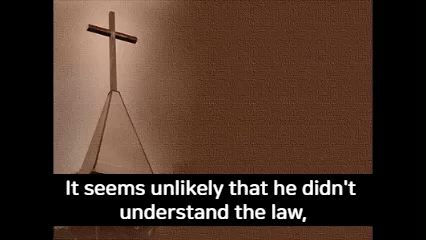 It seems unlikely that he didn't
understand the law,